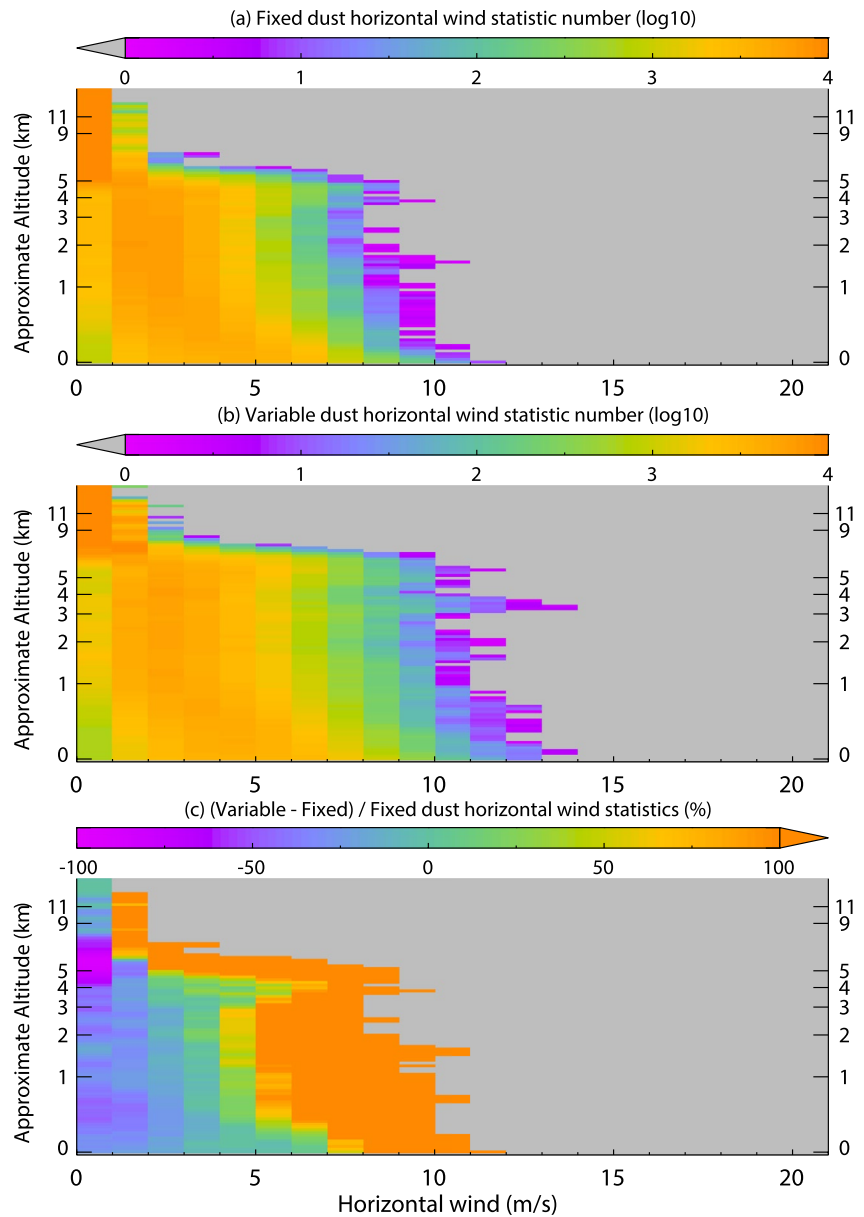 (a) Fixed dust horizontal wind statistic number (log10)
0 1 2 3 4
Approximate Altitude (km)
11 11
9 9
5 5
4 4
3 3
2 2
1 1
0 0
0 5 10 15 20
(b) Variable dust horizontal wind statistic number (log10)
0 1 2 3 4
Approximate Altitude (km)
11 11
9 9
5 5
4 4
3 3
2 2
1 1
0 0
0 5 10 15 20
(c) (Variable - Fixed) / Fixed dust horizontal wind statistics (%)
-100 -50 0 50 100
Approximate Altitude (km)
11 11
9 9
5 5
4 4
3 3
2 2
1 1
0 0
0 5 10 15 20
Horizontal wind (m/s)